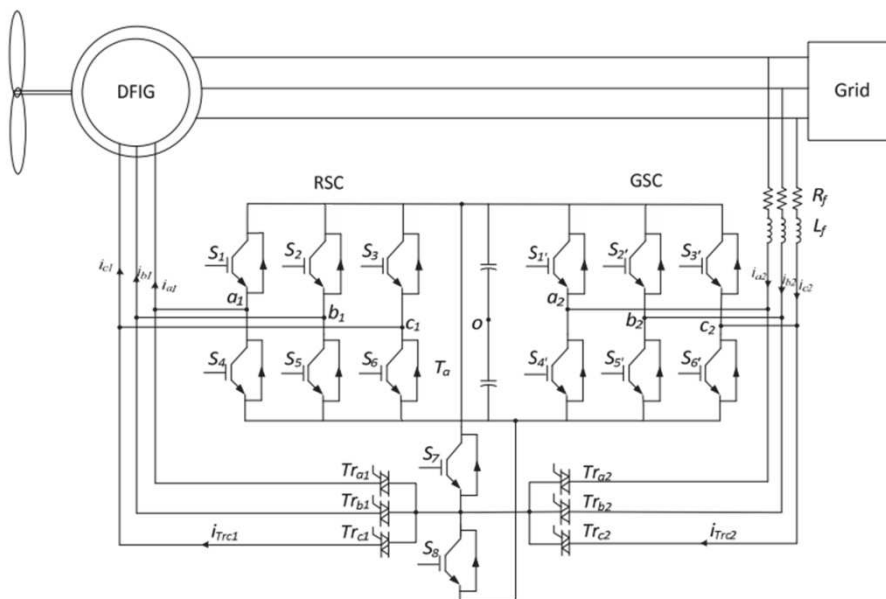 DFIG
Grid
RSC
GSC
R_f
L_f
S_1
S_2
S_3
S_1'
S_2'
S_3'
i_c1
i_b1
i_a1
i_a2
i_b2
i_c2
a_1
b_1
c_1
o
a_2
b_2
c_2
S_4
S_5
S_6
T_a
S_4'
S_5'
S_6'
S_7
Tr_a1
Tr_a2
Tr_b1
Tr_b2
i_Trc1
Tr_c1
S_8
Tr_c2
i_Trc2